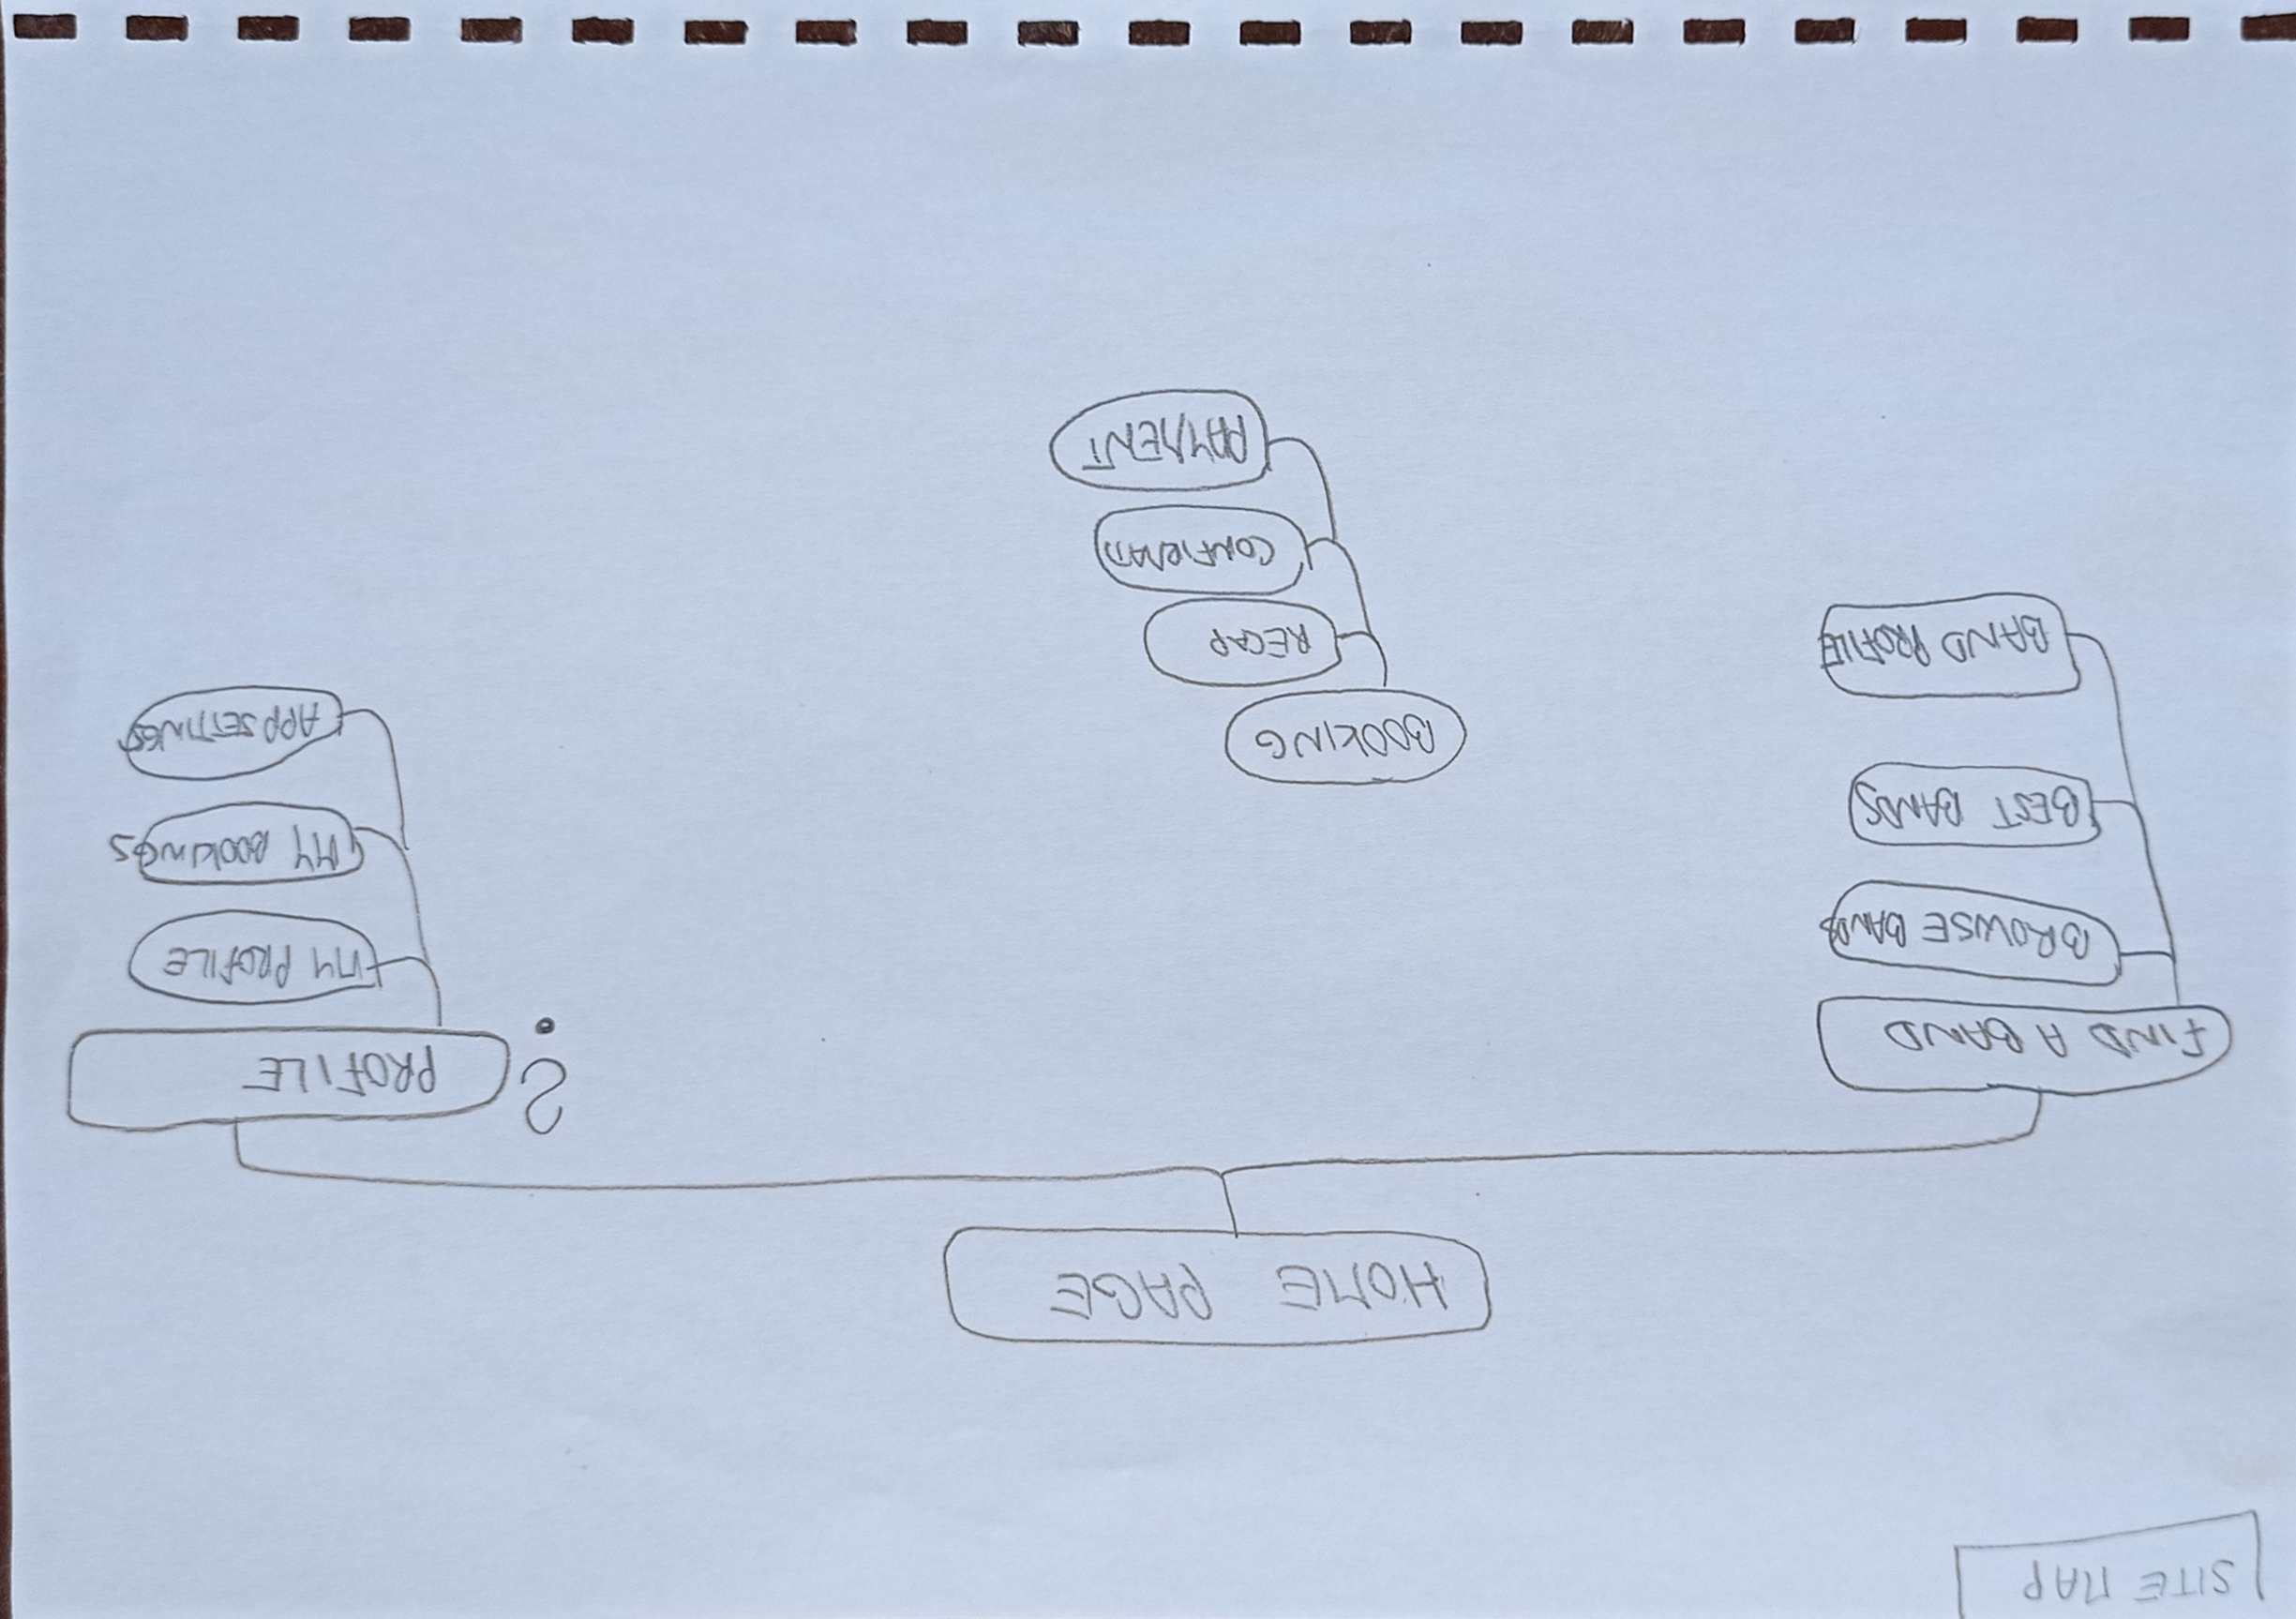 SITE MAP
HOME PAGE
FIND A BAND
BROWSE BANDS
BEST BANDS
BAND PROFILE
BOOKING
RECAP
PAYMENT
PROFILE
?
MY PROFILE
MY BOOKINGS
APP SETTINGS